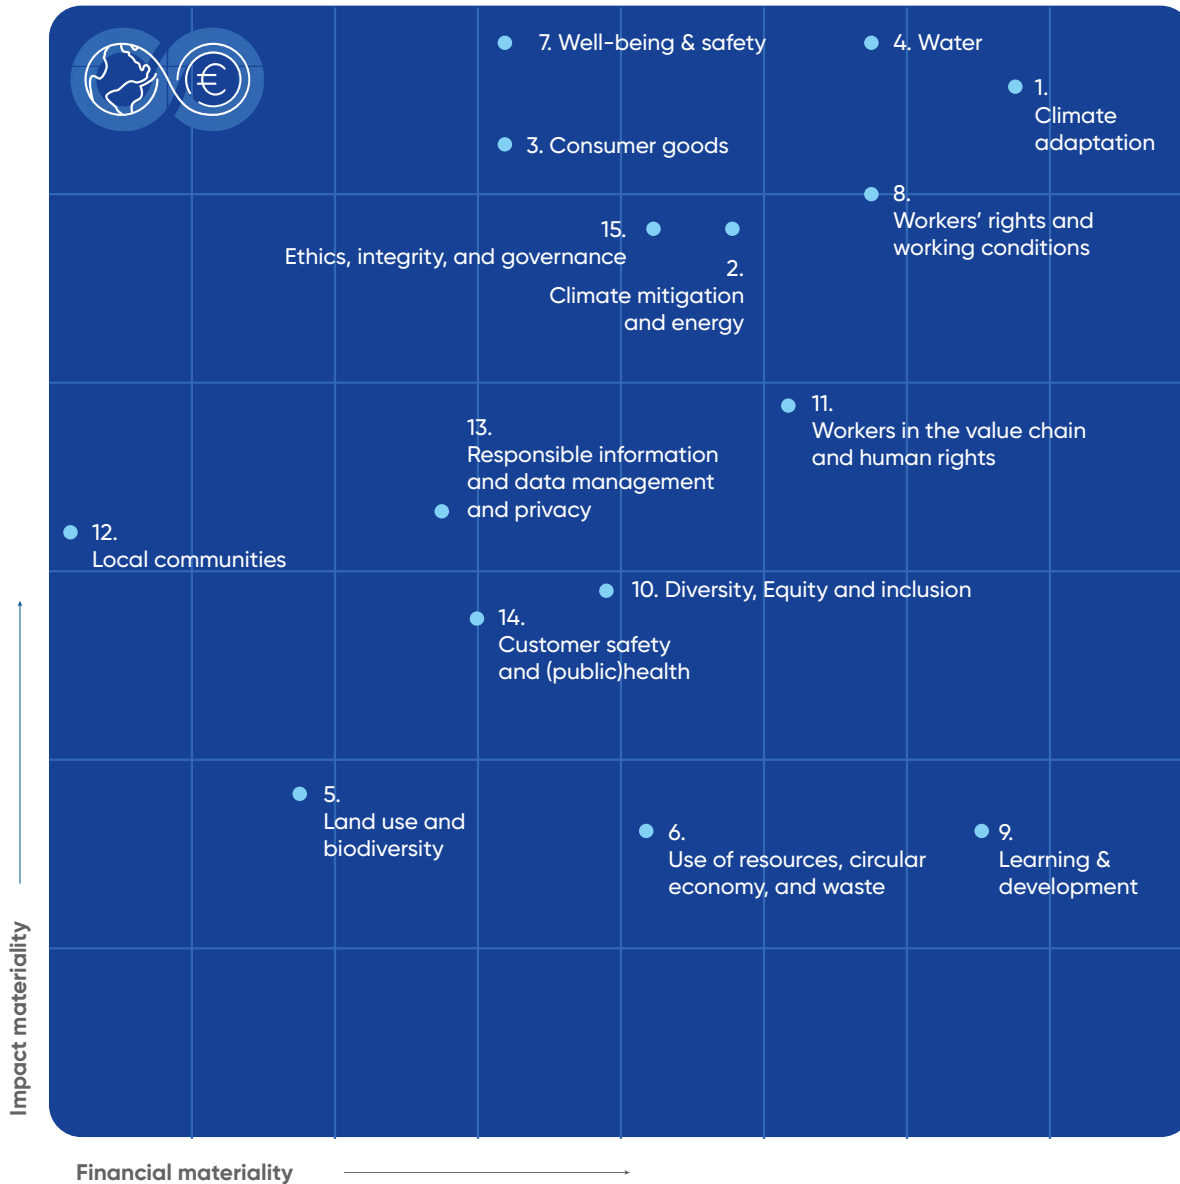 7. Well-being & safety
4. Water
1.
Climate
adaptation
3. Consumer goods
8.
Workers’ rights and
working conditions
15.
Ethics, integrity, and governance
2.
Climate mitigation
and energy
11.
Workers in the value chain
and human rights
13.
Responsible information
and data management
and privacy
12.
Local communities
10. Diversity, Equity and inclusion
14.
Customer safety
and (public)health
5.
Land use and
biodiversity
6.
Use of resources, circular
economy, and waste
9.
Learning &
development
Impact materiality
Financial materiality
€